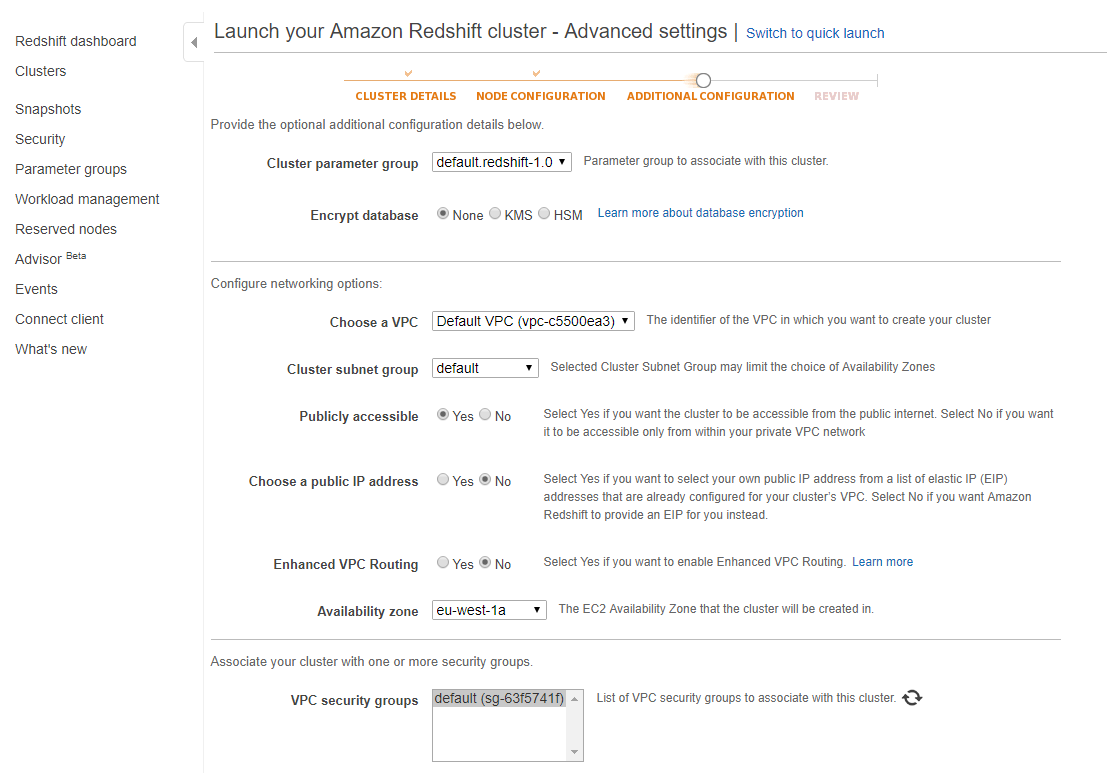 Redshift dashboard
Clusters
Snapshots
Security
Parameter groups
Workload management
Reserved nodes
Advisor Beta
Events
Connect client
What's new
Launch your Amazon Redshift cluster - Advanced settings | Switch to quick launch
CLUSTER DETAILS NODE CONFIGURATION ADDITIONAL CONFIGURATION REVIEW
Provide the optional additional configuration details below.
Cluster parameter group default.redshift-1.0 Parameter group to associate with this cluster.
Encrypt database None KMS HSM Learn more about database encryption
Configure networking options:
Choose a VPC Default VPC (vpc-c5500ea3) The identifier of the VPC in which you want to create your cluster
Cluster subnet group default Selected Cluster Subnet Group may limit the choice of Availability Zones
Publicly accessible Yes No Select Yes if you want the cluster to be accessible from the public internet. Select No if you want
it to be accessible only from within your private VPC network
Choose a public IP address Yes No Select Yes if you want to select your own public IP address from a list of elastic IP (EIP)
addresses that are already configured for your cluster's VPC. Select No if you want Amazon
Redshift to provide an EIP for you instead.
Enhanced VPC Routing Yes No Select Yes if you want to enable Enhanced VPC Routing. Learn more
Availability zone eu-west-1a The EC2 Availability Zone that the cluster will be created in.
Associate your cluster with one or more security groups.
VPC security groups default (sg-63f5741f) List of VPC security groups to associate with this cluster.